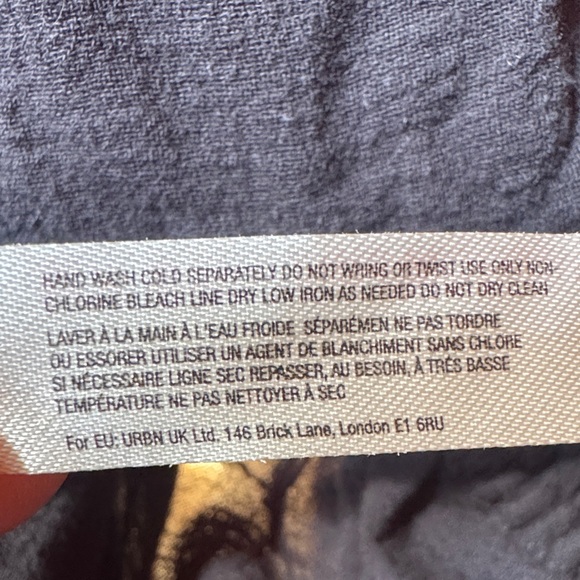 HAND WASH COLD SEPARATELY DO NOT WRING OR TWIST USE ONLY NON-
CHLORINE BLEACH LINE DRY LOW IRON AS NEEDED DO NOT DRY CLEAN
LAVER À LA MAIN À L'EAU FROIDE SÉPARÉMEN NE PAS TORDRE
OU ESSORER UTILISER UN AGENT DE BLANCHIMENT SANS CHLORE
SI NÉCESSAIRE LIGNE SEC REPASSER, AU BESOIN, À TRÈS BASSE
TEMPÉRATURE NE PAS NETTOYER À SEC
For EU: URBN UK Ltd. 146 Brick Lane, London E1 6RU